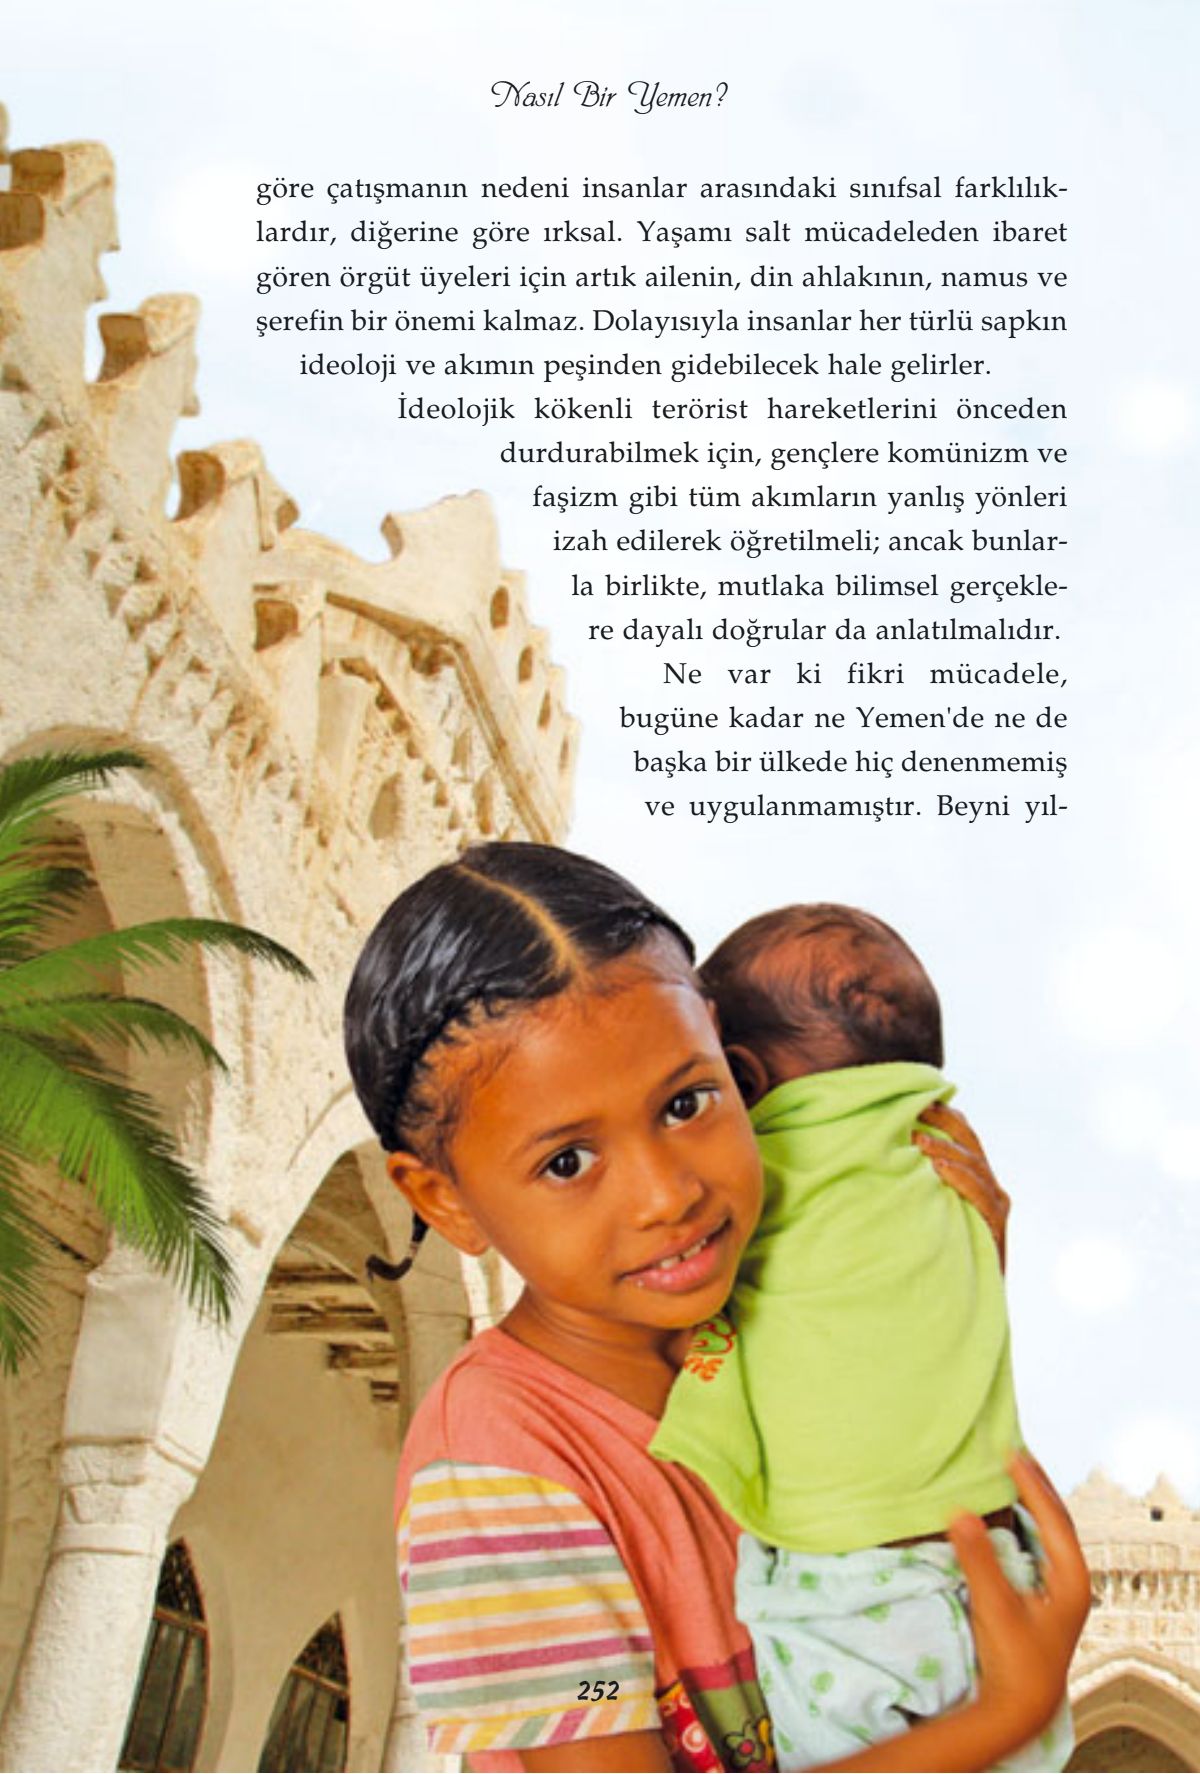 Nasıl Bir Yemen?
göre çatışmanın nedeni insanlar arasındaki sınıfsal farklılık-
lardır, diğerine göre ırksal. Yaşamı salt mücadeleden ibaret
gören örgüt üyeleri için artık ailenin, din ahlakının, namus ve
şerefin bir önemi kalmaz. Dolayısıyla insanlar her türlü sapkın
ideoloji ve akımın peşinden gidebilecek hale gelirler.
İdeolojik kökenli terörist hareketlerini önceden
durdurabilmek için, gençlere komünizm ve
faşizm gibi tüm akımların yanlış yönleri
izah edilerek öğretilmeli; ancak bunlar-
la birlikte, mutlaka bilimsel gerçekle-
re dayalı doğrular da anlatılmalıdır.
Ne var ki fikri mücadele,
bugüne kadar ne Yemen'de ne de
başka bir ülkede hiç denenmemiş
ve uygulanmamıştır. Beyni yıl-
252